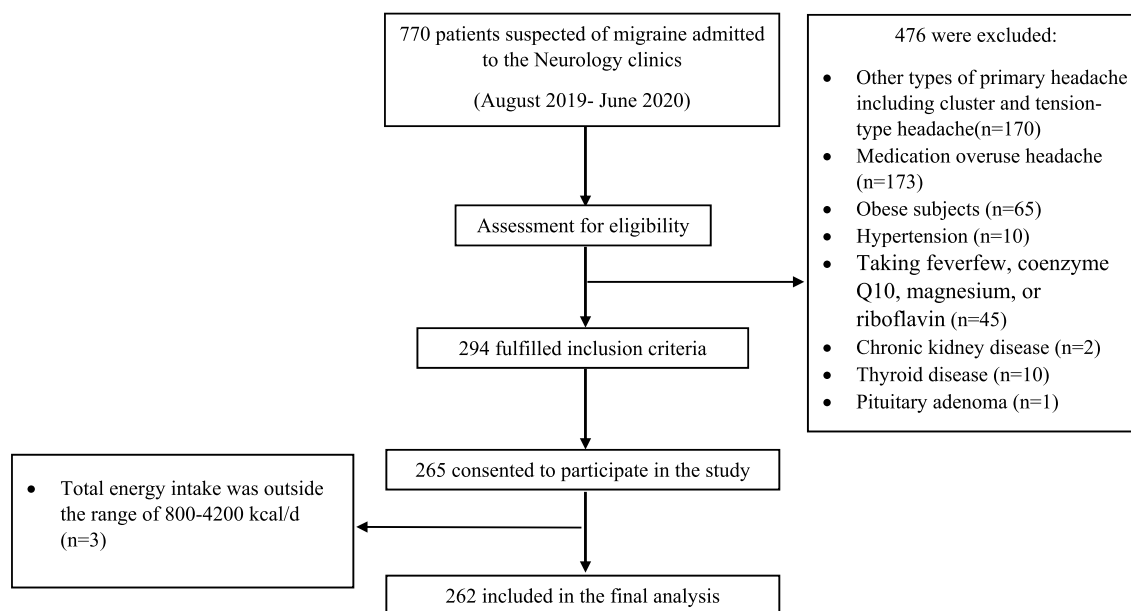 770 patients suspected of migraine admitted
to the Neurology clinics
(August 2019- June 2020)
476 were excluded:
• Other types of primary headache
including cluster and tension-
type headache(n=170)
• Medication overuse headache
(n=173)
• Obese subjects (n=65)
• Hypertension (n=10)
• Taking feverfew, coenzyme
Q10, magnesium, or
riboflavin (n=45)
• Chronic kidney disease (n=2)
• Thyroid disease (n=10)
• Pituitary adenoma (n=1)
Assessment for eligibility
294 fulfilled inclusion criteria
265 consented to participate in the study
• Total energy intake was outside
the range of 800-4200 kcal/d
(n=3)
262 included in the final analysis